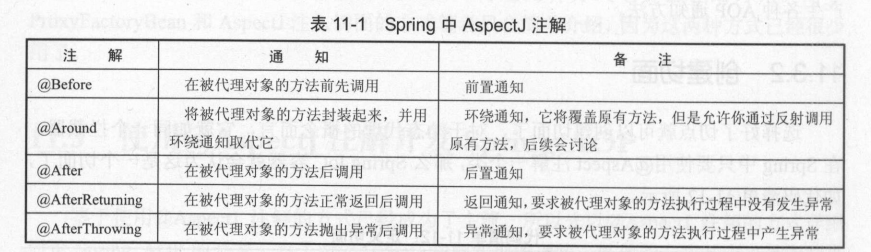 表 11-1 Spring 中 AspectJ 注解
注 解 通 知 备 注
@Before 在被代理对象的方法前先调用 前置通知
@Around 将被代理对象的方法封装起来，并用环绕通知取代它 环绕通知，它将覆盖原有方法，但是允许你通过反射调用原有方法，后续会讨论
@After 在被代理对象的方法后调用 后置通知
@AfterReturning 在被代理对象的方法正常返回后调用 返回通知，要求被代理对象的方法执行过程中没有发生异常
@AfterThrowing 在被代理对象的方法抛出异常后调用 异常通知，要求被代理对象的方法执行过程中产生异常